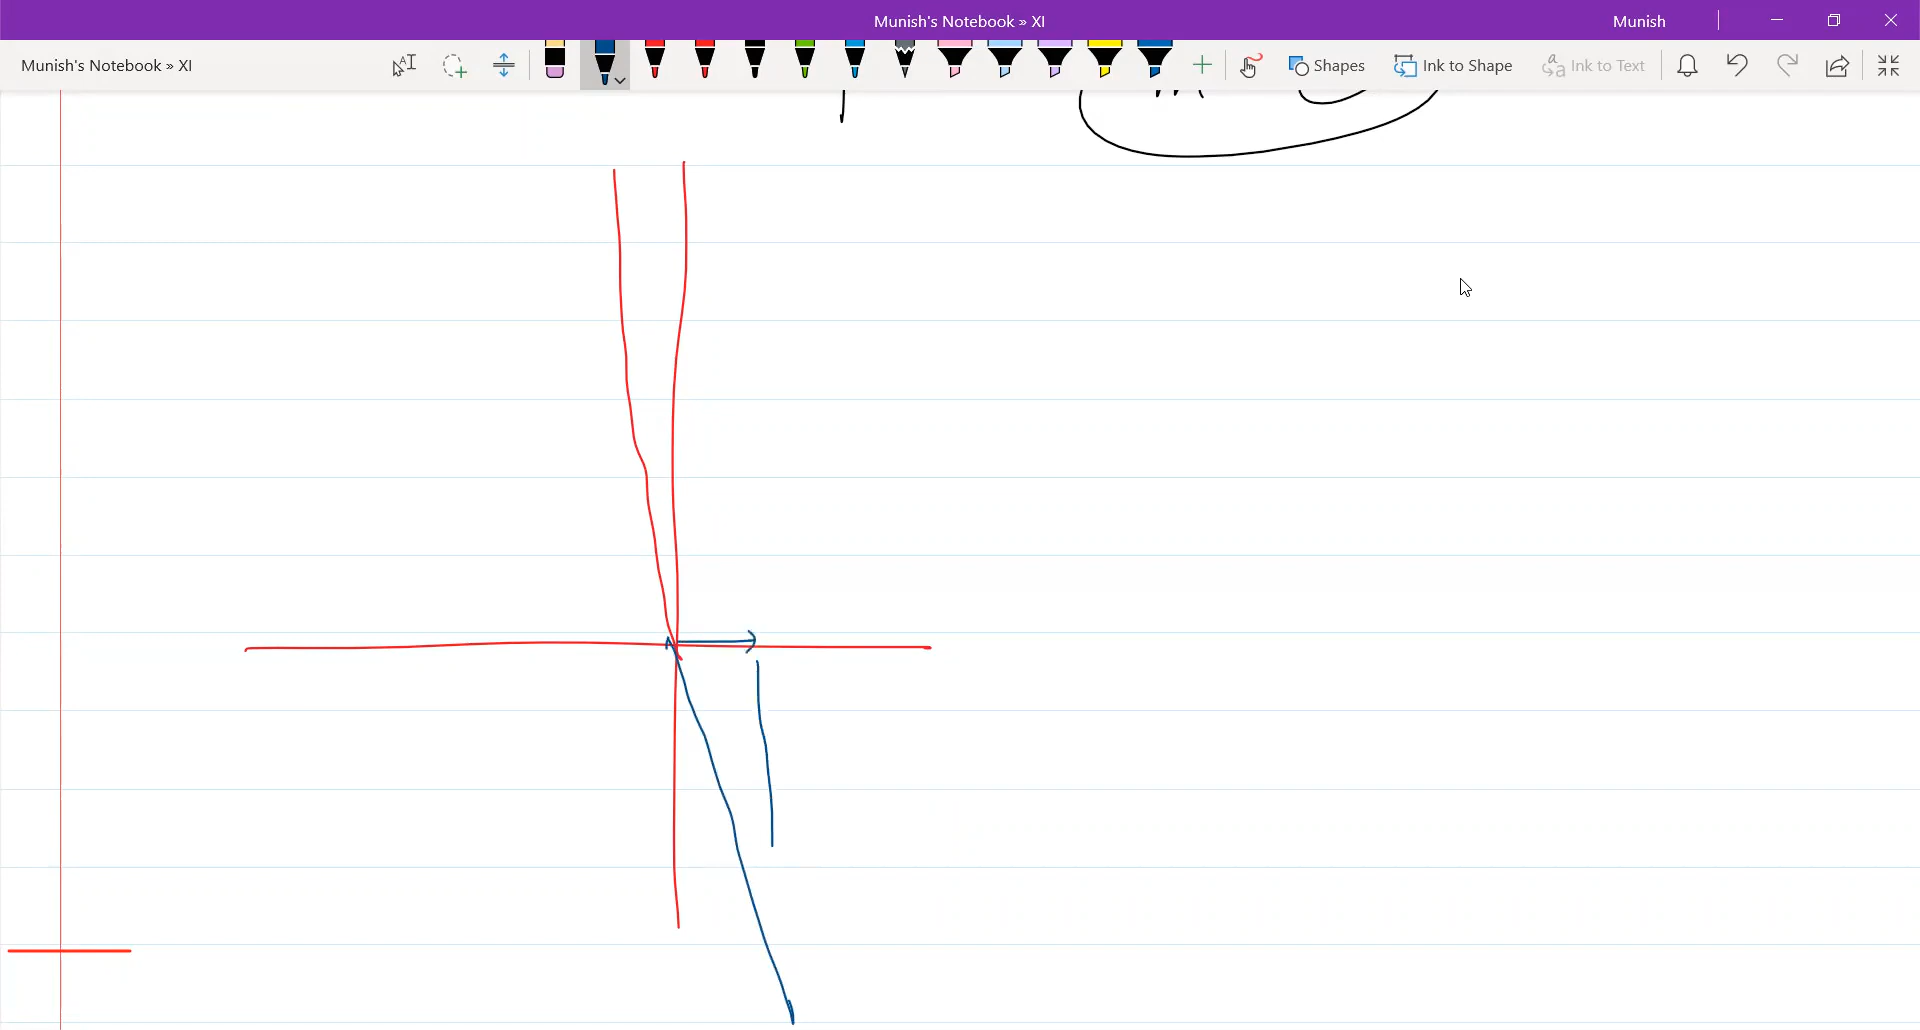 Munish's Notebook » XI
Munish
Munish's Notebook » XI
Shapes
Ink to Shape
Ink to Text